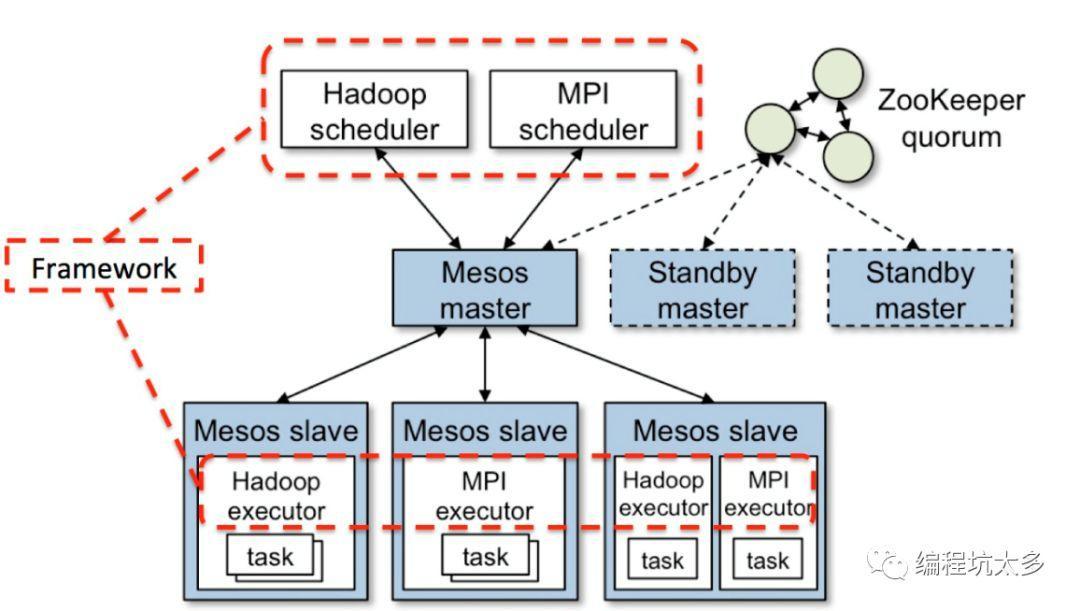 Hadoop
scheduler
MPI
scheduler
ZooKeeper
quorum
Framework
Mesos
master
Standby
master
Standby
master
Mesos slave
Hadoop
executor
task
Mesos slave
MPI
executor
task
Mesos slave
Hadoop
executor
task
MPI
executor
task
编程坑太多